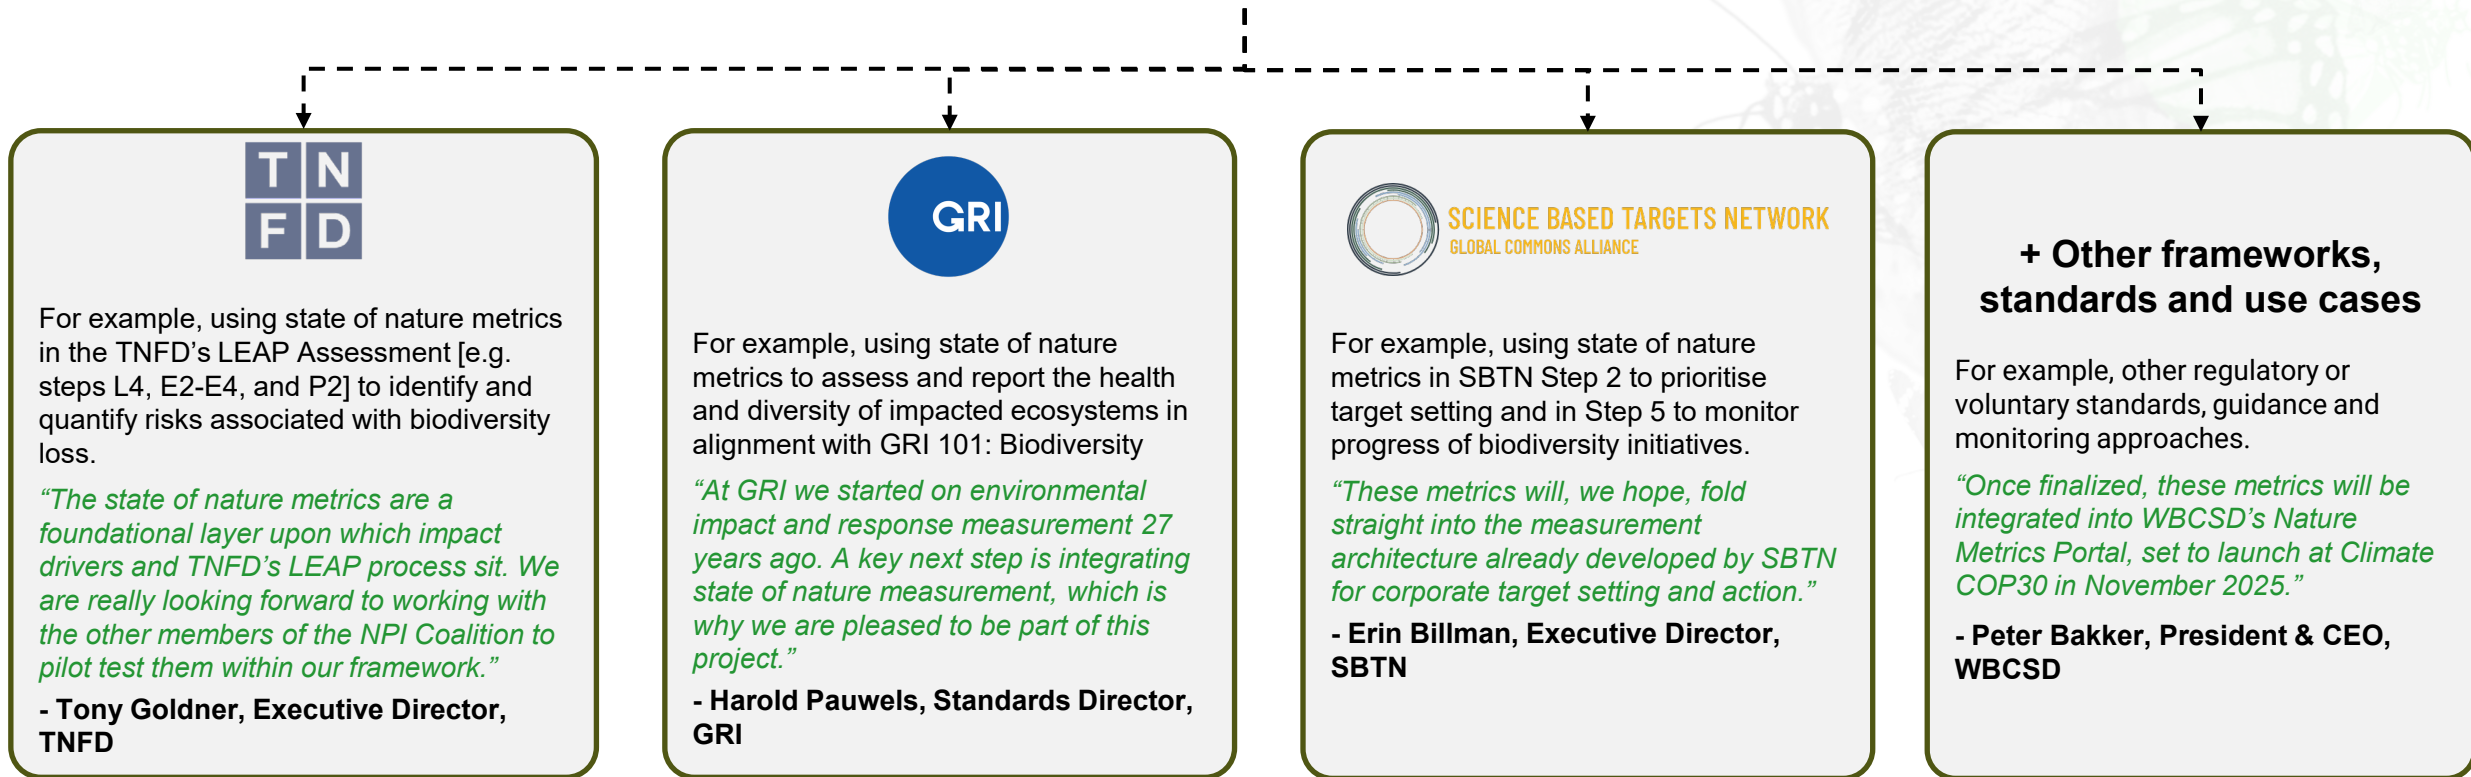 T N
F D
For example, using state of nature metrics
in the TNFD’s LEAP Assessment [e.g.
steps L4, E2-E4, and P2] to identify and
quantify risks associated with biodiversity
loss.
“The state of nature metrics are a
foundational layer upon which impact
drivers and TNFD’s LEAP process sit. We
are really looking forward to working with
the other members of the NPI Coalition to
pilot test them within our framework.”
- Tony Goldner, Executive Director,
TNFD
GRI
For example, using state of nature
metrics to assess and report the health
and diversity of impacted ecosystems in
alignment with GRI 101: Biodiversity
“At GRI we started on environmental
impact and response measurement 27
years ago. A key next step is integrating
state of nature measurement, which is
why we are pleased to be part of this
project.”
- Harold Pauwels, Standards Director,
GRI
SCIENCE BASED TARGETS NETWORK
GLOBAL COMMONS ALLIANCE
For example, using state of nature
metrics in SBTN Step 2 to prioritise
target setting and in Step 5 to monitor
progress of biodiversity initiatives.
“These metrics will, we hope, fold
straight into the measurement
architecture already developed by SBTN
for corporate target setting and action.”
- Erin Billman, Executive Director,
SBTN
+ Other frameworks,
standards and use cases
For example, other regulatory or
voluntary standards, guidance and
monitoring approaches.
“Once finalized, these metrics will be
integrated into WBCSD’s Nature
Metrics Portal, set to launch at Climate
COP30 in November 2025.”
- Peter Bakker, President & CEO,
WBCSD